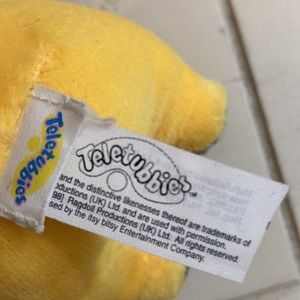 Teletubbies
Teletubbies™
and the distinctive likenesses thereof are trademarks of
oductions (UK) Ltd. and are used with permission.
98] Ragdoll Productions (UK) Ltd. All rights reserved.
sed by the itsy bitsy Entertainment Company.